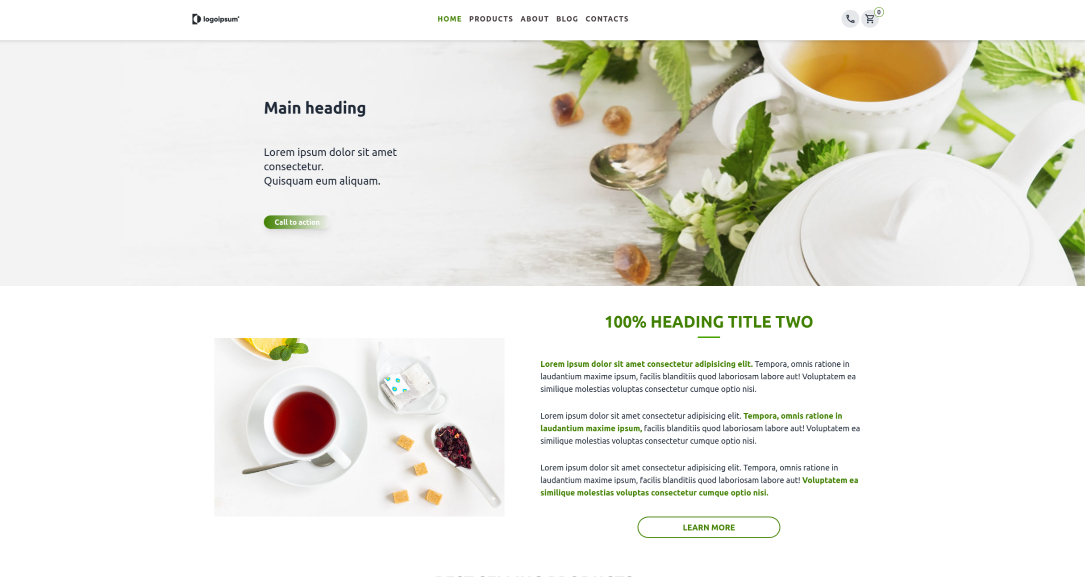 logoipsum
HOME PRODUCTS ABOUT BLOG CONTACTS
0
Main heading
Lorem ipsum dolor sit amet
consectetur.
Quisquam eum aliquam.
Call to action
100% HEADING TITLE TWO
Lorem ipsum dolor sit amet consectetur adipisicing elit. Tempora, omnis ratione in
laudantium maxime ipsum, facilis blanditiis quod laboriosam labore aut! Voluptatem ea
similique molestias voluptas consectetur cumque optio nisi.
Lorem ipsum dolor sit amet consectetur adipisicing elit. Tempora, omnis ratione in
laudantium maxime ipsum, facilis blanditiis quod laboriosam labore aut! Voluptatem ea
similique molestias voluptas consectetur cumque optio nisi.
Lorem ipsum dolor sit amet consectetur adipisicing elit. Tempora, omnis ratione in
laudantium maxime ipsum, facilis blanditiis quod laboriosam labore aut! Voluptatem ea
similique molestias voluptas consectetur cumque optio nisi.
LEARN MORE